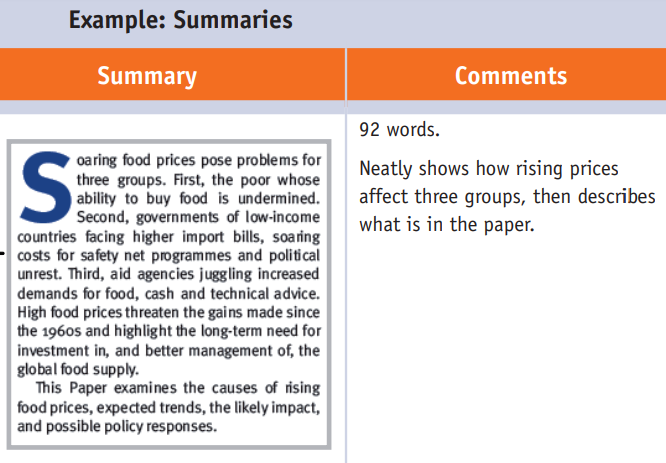 Example: Summaries
Summary
Comments
Soaring food prices pose problems for
three groups. First, the poor whose
ability to buy food is undermined.
Second, governments of low-income
countries facing higher import bills, soaring
costs for safety net programmes and political
unrest. Third, aid agencies juggling increased
demands for food, cash and technical advice.
High food prices threaten the gains made since
the 1960s and highlight the long-term need for
investment in, and better management of, the
global food supply.
This Paper examines the causes of rising
food prices, expected trends, the likely impact,
and possible policy responses.
92 words.
Neatly shows how rising prices
affect three groups, then describes
what is in the paper.